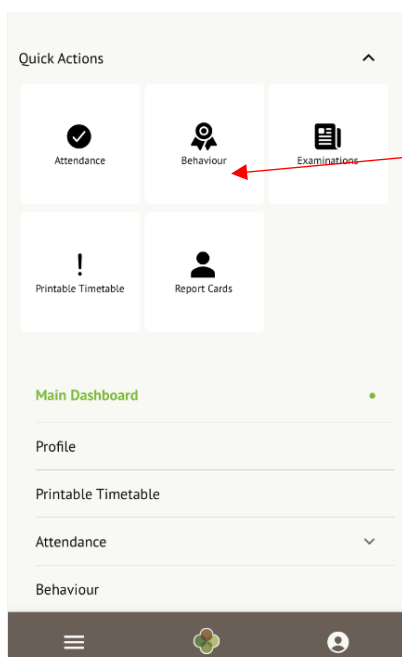 Quick Actions
Attendance
Behaviour
Examinations
Printable Timetable
Report Cards
Main Dashboard
Profile
Printable Timetable
Attendance
Behaviour